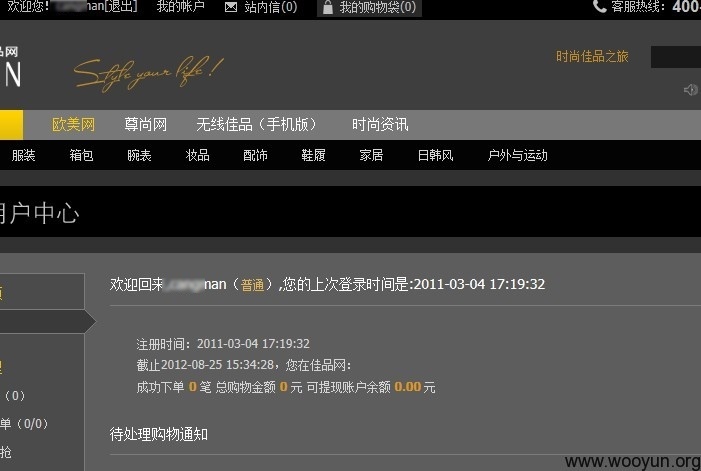 欢迎您! man[退出] 我的帐户 站内信(0) 我的购物袋(0) 客服热线: 400-
品网
N
Style your life!
时尚佳品之旅
欧美网 尊尚网 无线佳品（手机版） 时尚资讯
服装 箱包 腕表 妆品 配饰 鞋履 家居 日韩风 户外与运动
用户中心
欢迎回来, man（普通）,您的上次登录时间是:2011-03-04 17:19:32
注册时间：2011-03-04 17:19:32
截止2012-08-25 15:34:28，您在佳品网：
成功下单 0 笔 总购物金额 0 元 可提现账户余额 0.00 元
（0）
单（0/0）
抢
待处理购物通知
www.wooyun.org